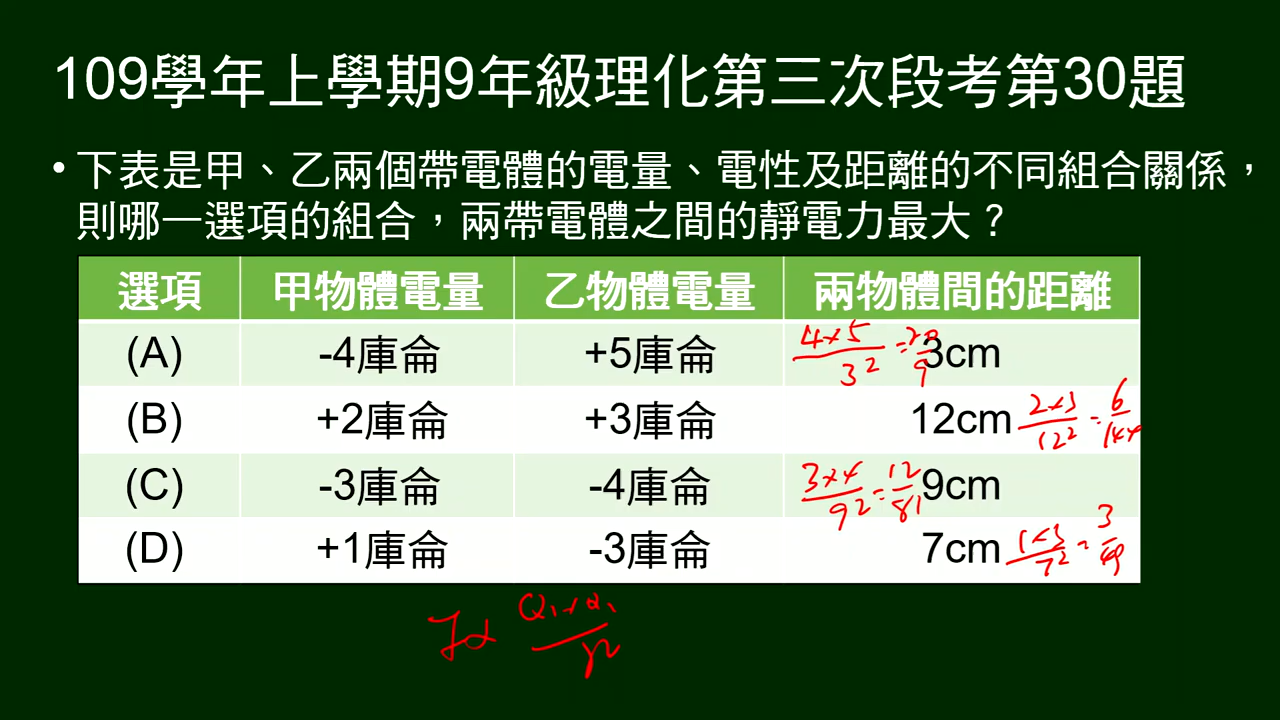 109學年上學期9年級理化第三次段考第30題
•下表是甲、乙兩個帶電體的電量、電性及距離的不同組合關係，
則哪一選項的組合，兩帶電體之間的靜電力最大？
選項 甲物體電量 乙物體電量 兩物體間的距離
(A) -4庫侖 +5庫侖 3cm 4×5/3² = 20/9
(B) +2庫侖 +3庫侖 12cm 2×3/12² = 6/144
(C) -3庫侖 -4庫侖 9cm 3×4/9² = 12/81
(D) +1庫侖 -3庫侖 7cm 1×3/7² = 3/49